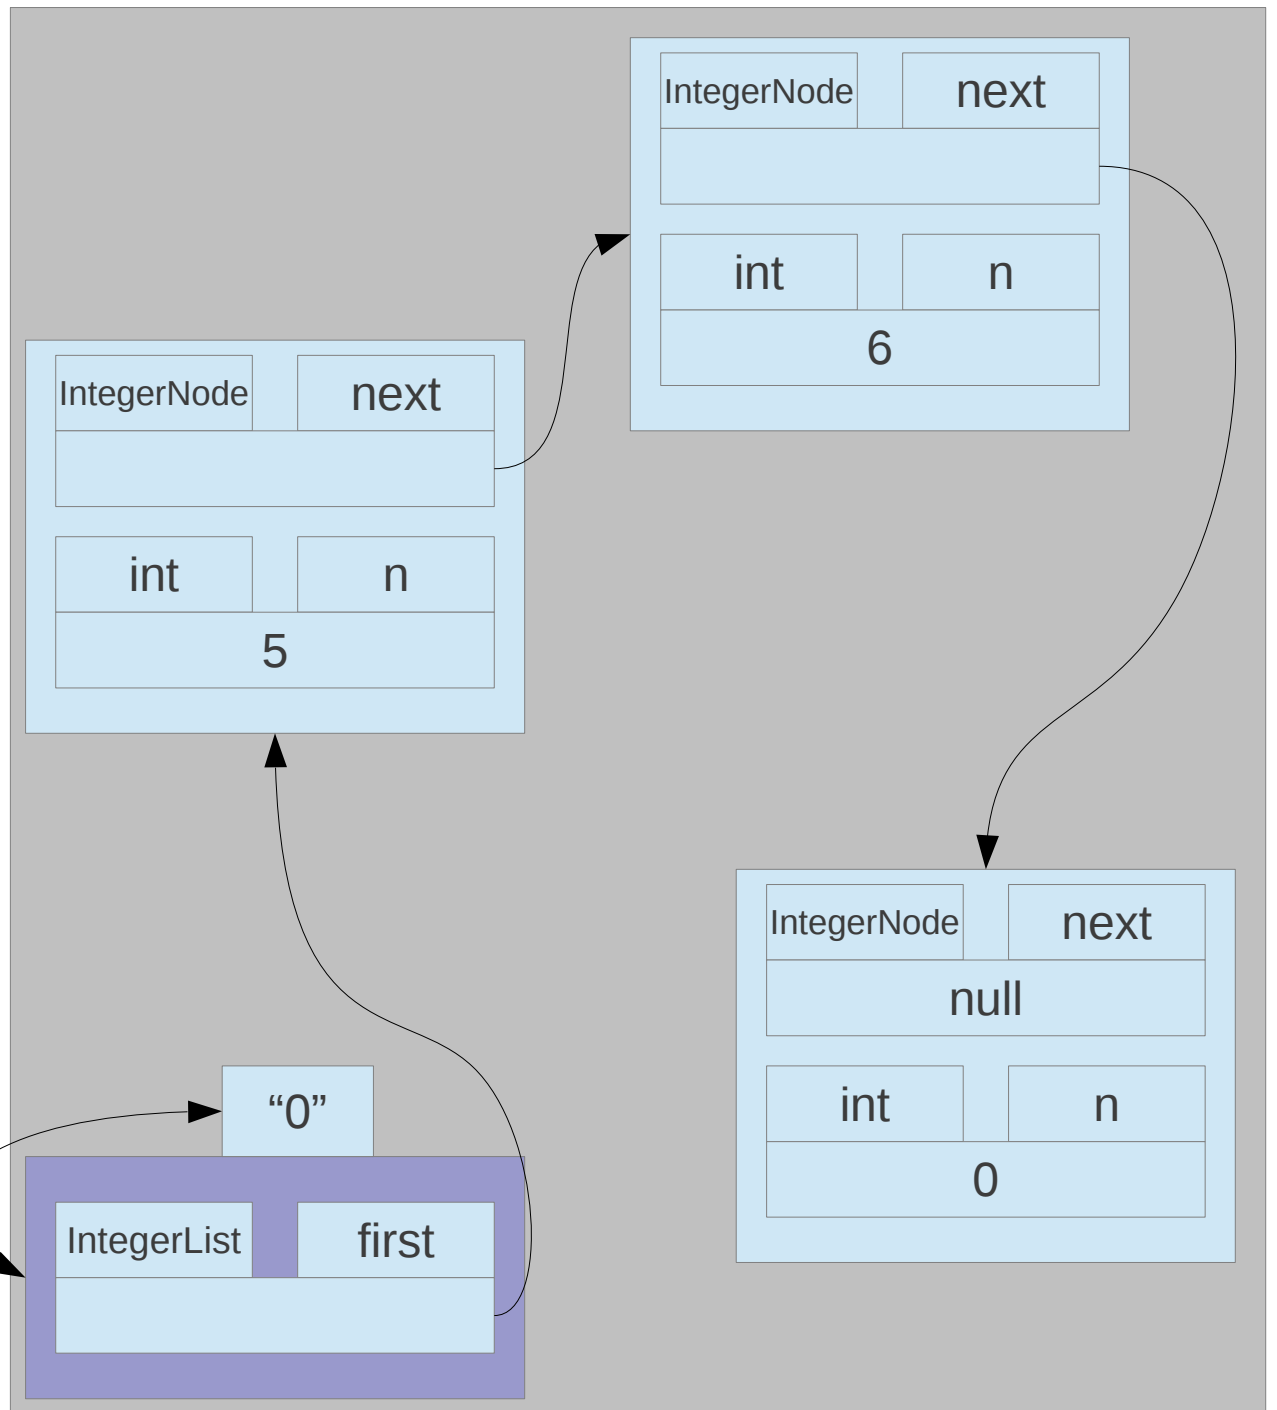 IntegerNode next
int n
6
IntegerNode next
int n
5
IntegerNode next
null
int n
0
“0”
IntegerList first